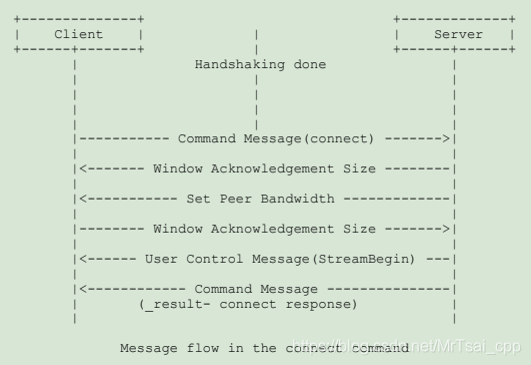 Client
Server
Handshaking done
Command Message(connect)
Window Acknowledgement Size
Set Peer Bandwidth
Window Acknowledgement Size
User Control Message(StreamBegin)
Command Message
(_result- connect response)
Message flow in the connect command
https://blog.csdn.net/MrTsai_cpp